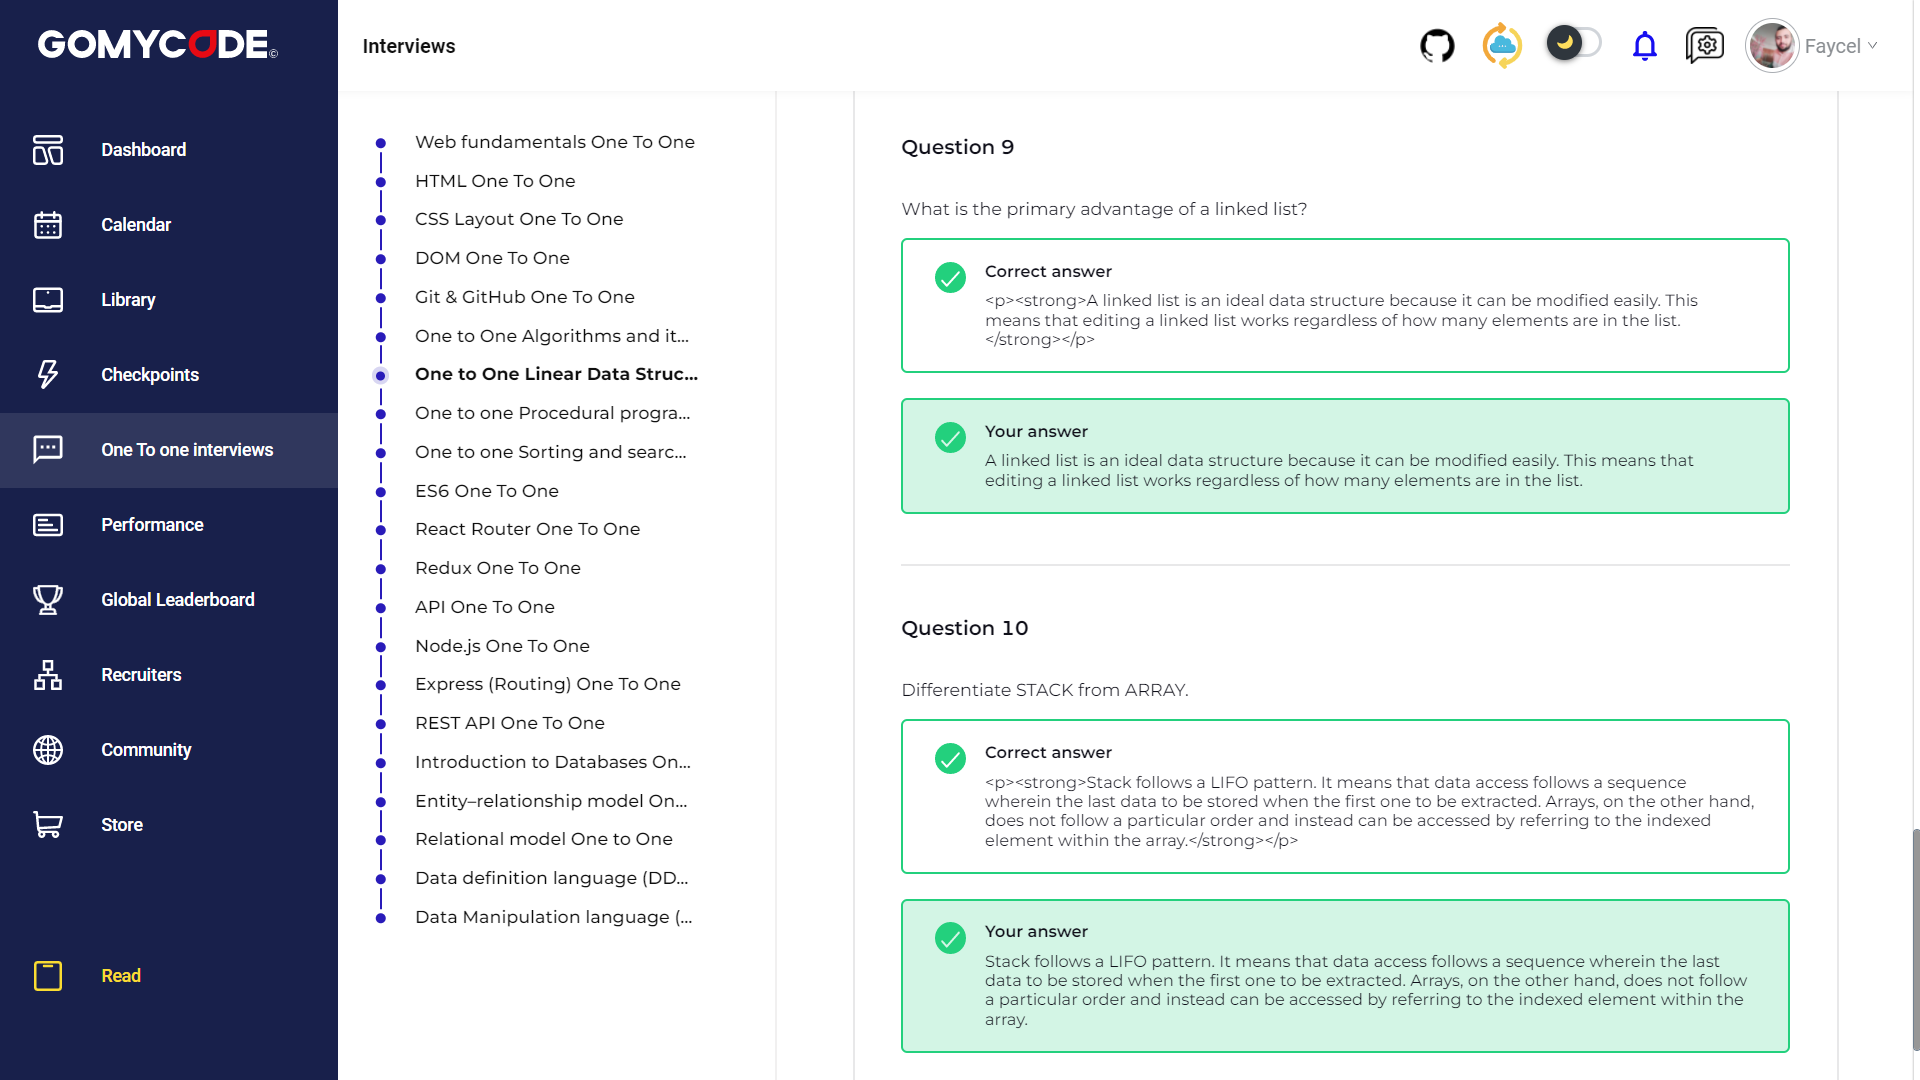 GOMYCODE©
Dashboard
Calendar
Library
Checkpoints
One To one interviews
Performance
Global Leaderboard
Recruiters
Community
Store
Read
Interviews
Faycel
Web fundamentals One To One
HTML One To One
CSS Layout One To One
DOM One To One
Git & GitHub One To One
One to One Algorithms and it...
One to One Linear Data Struc...
One to one Procedural progra...
One to one Sorting and searc...
ES6 One To One
React Router One To One
Redux One To One
API One To One
Node.js One To One
Express (Routing) One To One
REST API One To One
Introduction to Databases On...
Entity–relationship model On...
Relational model One to One
Data definition language (DD...
Data Manipulation language (...
Question 9
What is the primary advantage of a linked list?
Correct answer
<p><strong>A linked list is an ideal data structure because it can be modified easily. This
means that editing a linked list works regardless of how many elements are in the list.
</strong></p>
Your answer
A linked list is an ideal data structure because it can be modified easily. This means that
editing a linked list works regardless of how many elements are in the list.
Question 10
Differentiate STACK from ARRAY.
Correct answer
<p><strong>Stack follows a LIFO pattern. It means that data access follows a sequence
wherein the last data to be stored when the first one to be extracted. Arrays, on the other hand,
does not follow a particular order and instead can be accessed by referring to the indexed
element within the array.</strong></p>
Your answer
Stack follows a LIFO pattern. It means that data access follows a sequence wherein the last
data to be stored when the first one to be extracted. Arrays, on the other hand, does not follow
a particular order and instead can be accessed by referring to the indexed element within the
array.